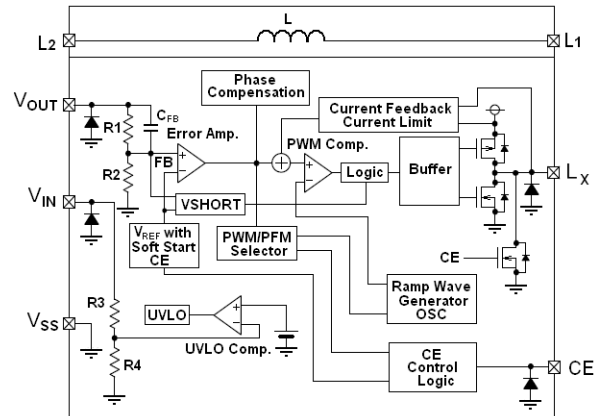 L
L2
L1
VOUT
Phase
Compensation
CFB
R1
Error Amp.
Current Feedback
Current Limit
PWM Comp.
FB
R2
Logic
Buffer
LX
VIN
VSHORT
VREF with
Soft Start
CE
PWM/PFM
Selector
CE
Ramp Wave
Generator
OSC
R3
UVLO
VSS
UVLO Comp.
R4
CE
Control
Logic
CE